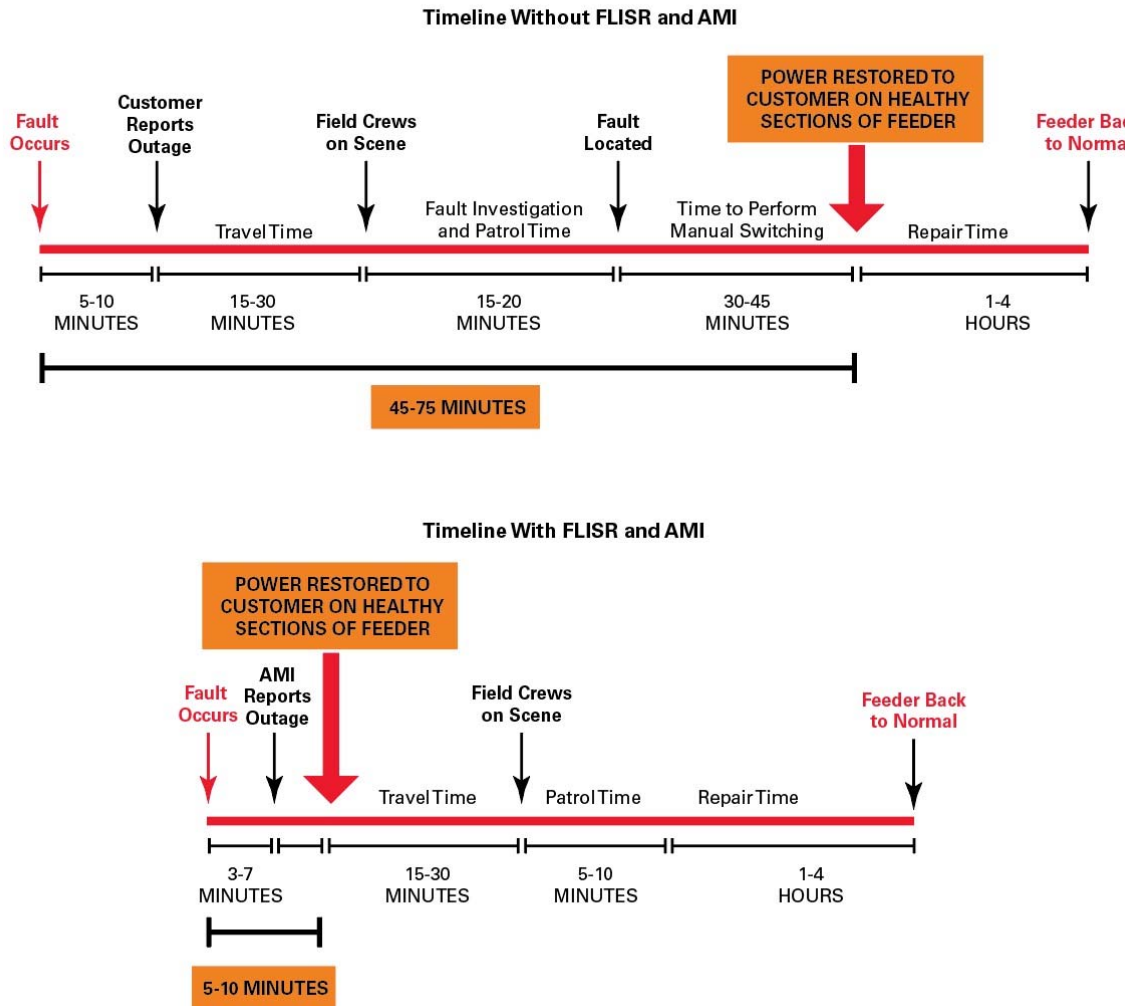 Timeline Without FLISR and AMI
POWER RESTORED TO
CUSTOMER ON HEALTHY
SECTIONS OF FEEDER
Fault
Occurs
Customer
Reports
Outage
Field Crews
on Scene
Fault
Located
Feeder Back
to Norma
Travel Time
Fault Investigation
and Patrol Time
Time to Perform
Manual Switching
Repair Time
5-10
MINUTES
15-30
MINUTES
15-20
MINUTES
30-45
MINUTES
1-4
HOURS
45-75 MINUTES
Timeline With FLISR and AMI
POWER RESTORED TO
CUSTOMER ON HEALTHY
SECTIONS OF FEEDER
Fault
Occurs
AMI
Reports
Outage
Field Crews
on Scene
Feeder Back
to Normal
Travel Time
Patrol Time
Repair Time
3-7
MINUTES
15-30
MINUTES
5-10
MINUTES
1-4
HOURS
5-10 MINUTES